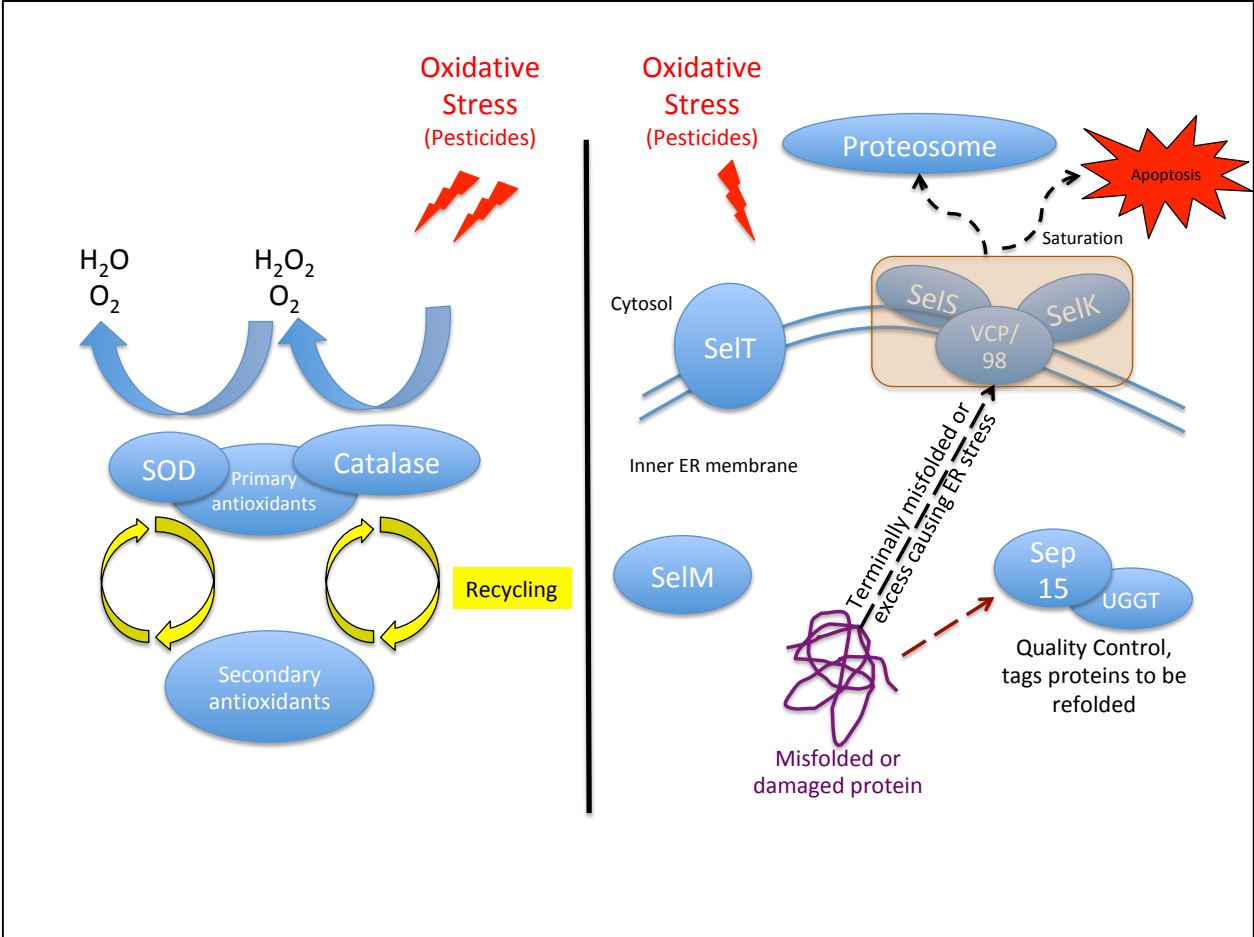 Oxidative
Stress
(Pesticides)
H₂O
O₂
H₂O₂
O₂
SOD
Primary
antioxidants
Catalase
Recycling
Secondary
antioxidants
Oxidative
Stress
(Pesticides)
Proteosome
Apoptosis
Saturation
Cytosol
SelT
SelS
SelK
VCP/
98
Inner ER membrane
Terminally misfolded or
excess causing ER stress
SelM
Sep
15
UGGT
Quality Control,
tags proteins to be
refolded
Misfolded or
damaged protein